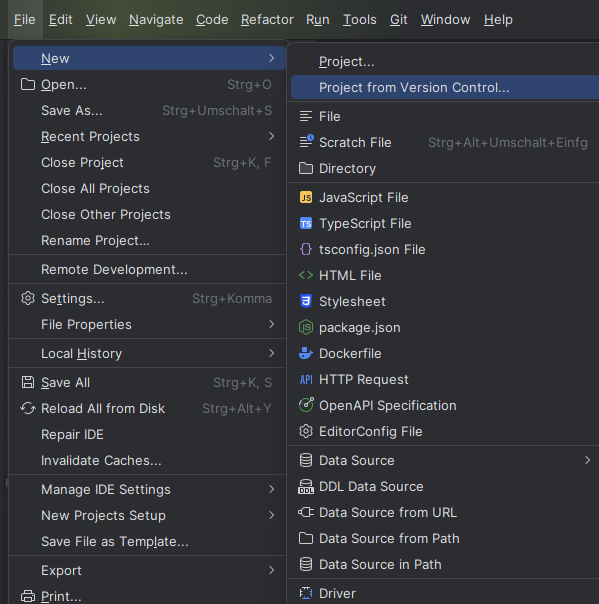 File Edit View Navigate Code Refactor Run Tools Git Window Help
New
Open... Strg+O
Save As... Strg+Umschalt+S
Recent Projects
Close Project Strg+K, F
Close All Projects
Close Other Projects
Rename Project...
Remote Development...
Settings... Strg+Komma
File Properties
Local History
Save All Strg+K, S
Reload All from Disk Strg+Alt+Y
Repair IDE
Invalidate Caches...
Manage IDE Settings
New Projects Setup
Save File as Template...
Export
Print...
Project...
Project from Version Control...
File
Scratch File Strg+Alt+Umschalt+Einfg
Directory
JS JavaScript File
TS TypeScript File
{} tsconfig.json File
<> HTML File
Stylesheet
JS package.json
Dockerfile
API HTTP Request
OpenAPI Specification
EditorConfig File
Data Source
DDL DDL Data Source
Data Source from URL
Data Source from Path
Data Source in Path
Driver